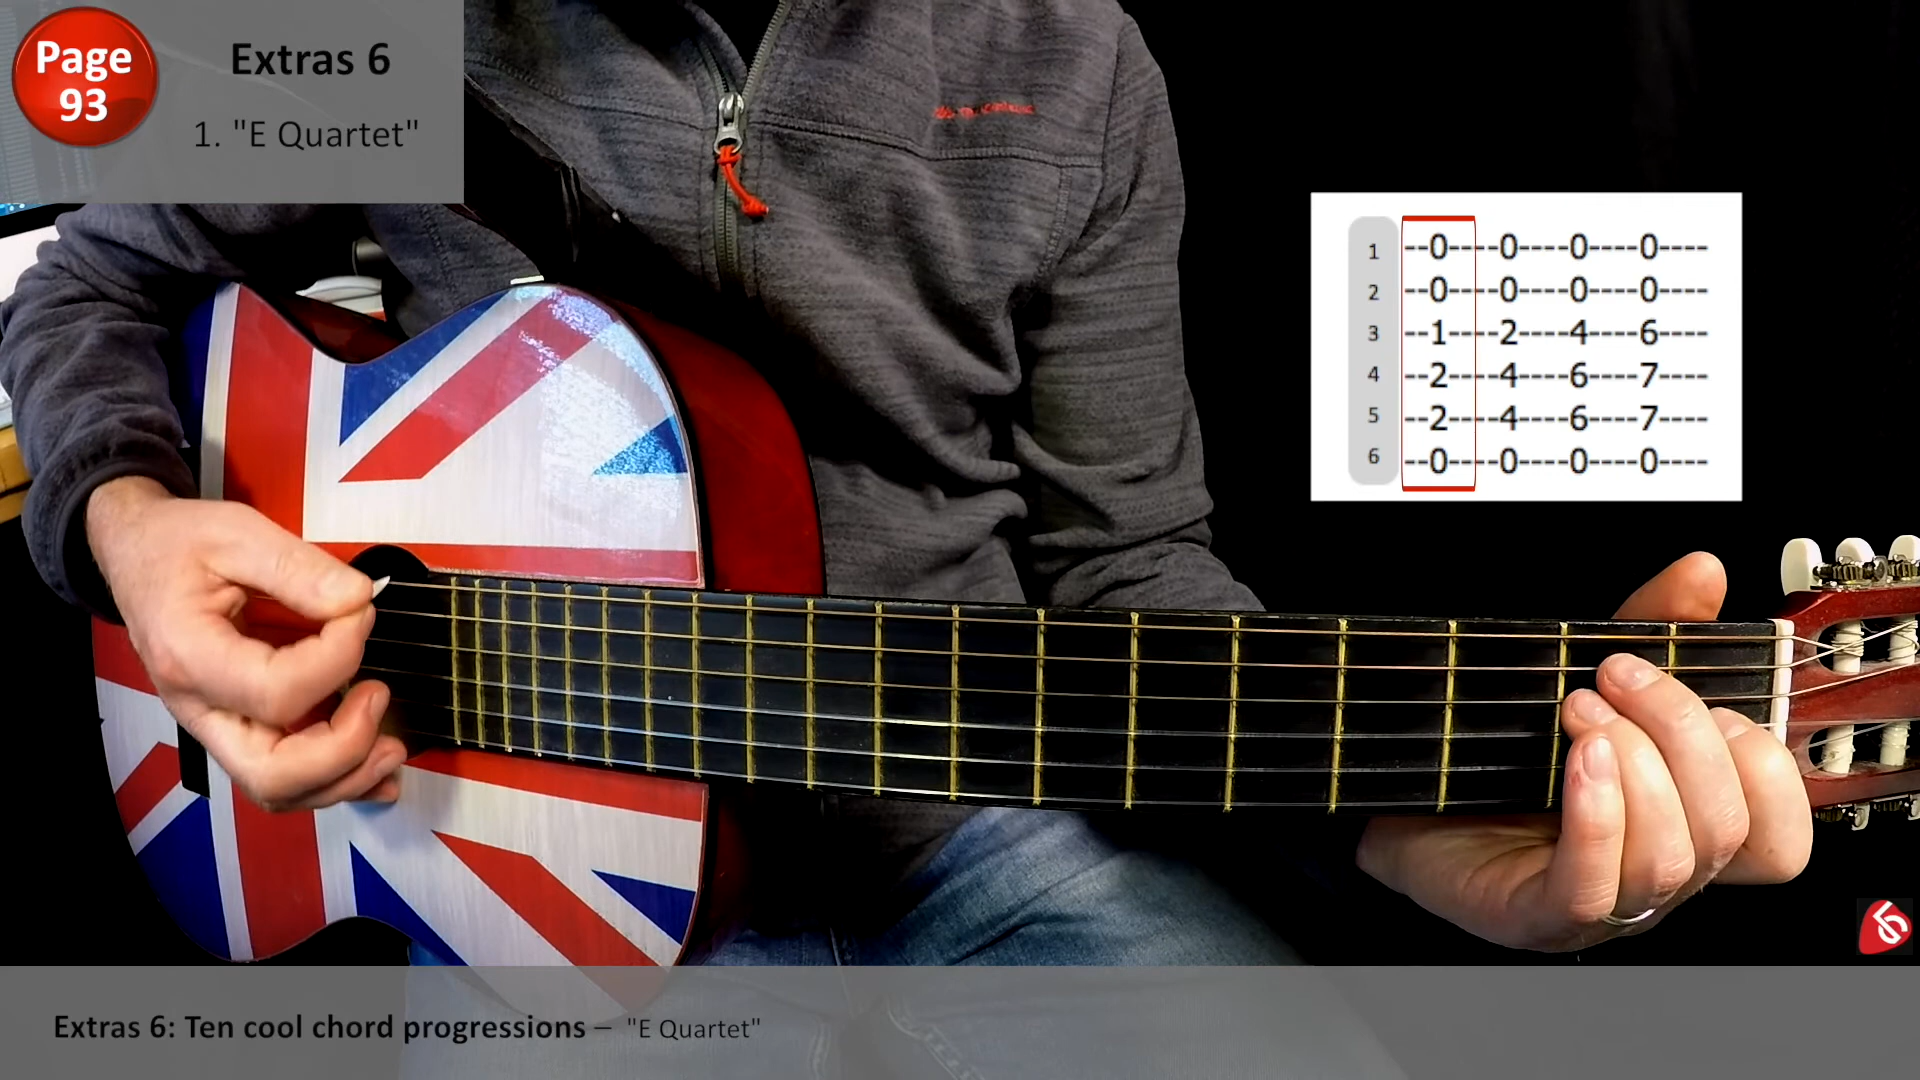 Page
93
Extras 6
1. "E Quartet"
1 --0----0----0----0----
2 --0----0----0----0----
3 --1----2----4----6----
4 --2----4----6----7----
5 --2----4----6----7----
6 --0----0----0----0----
Extras 6: Ten cool chord progressions – "E Quartet"